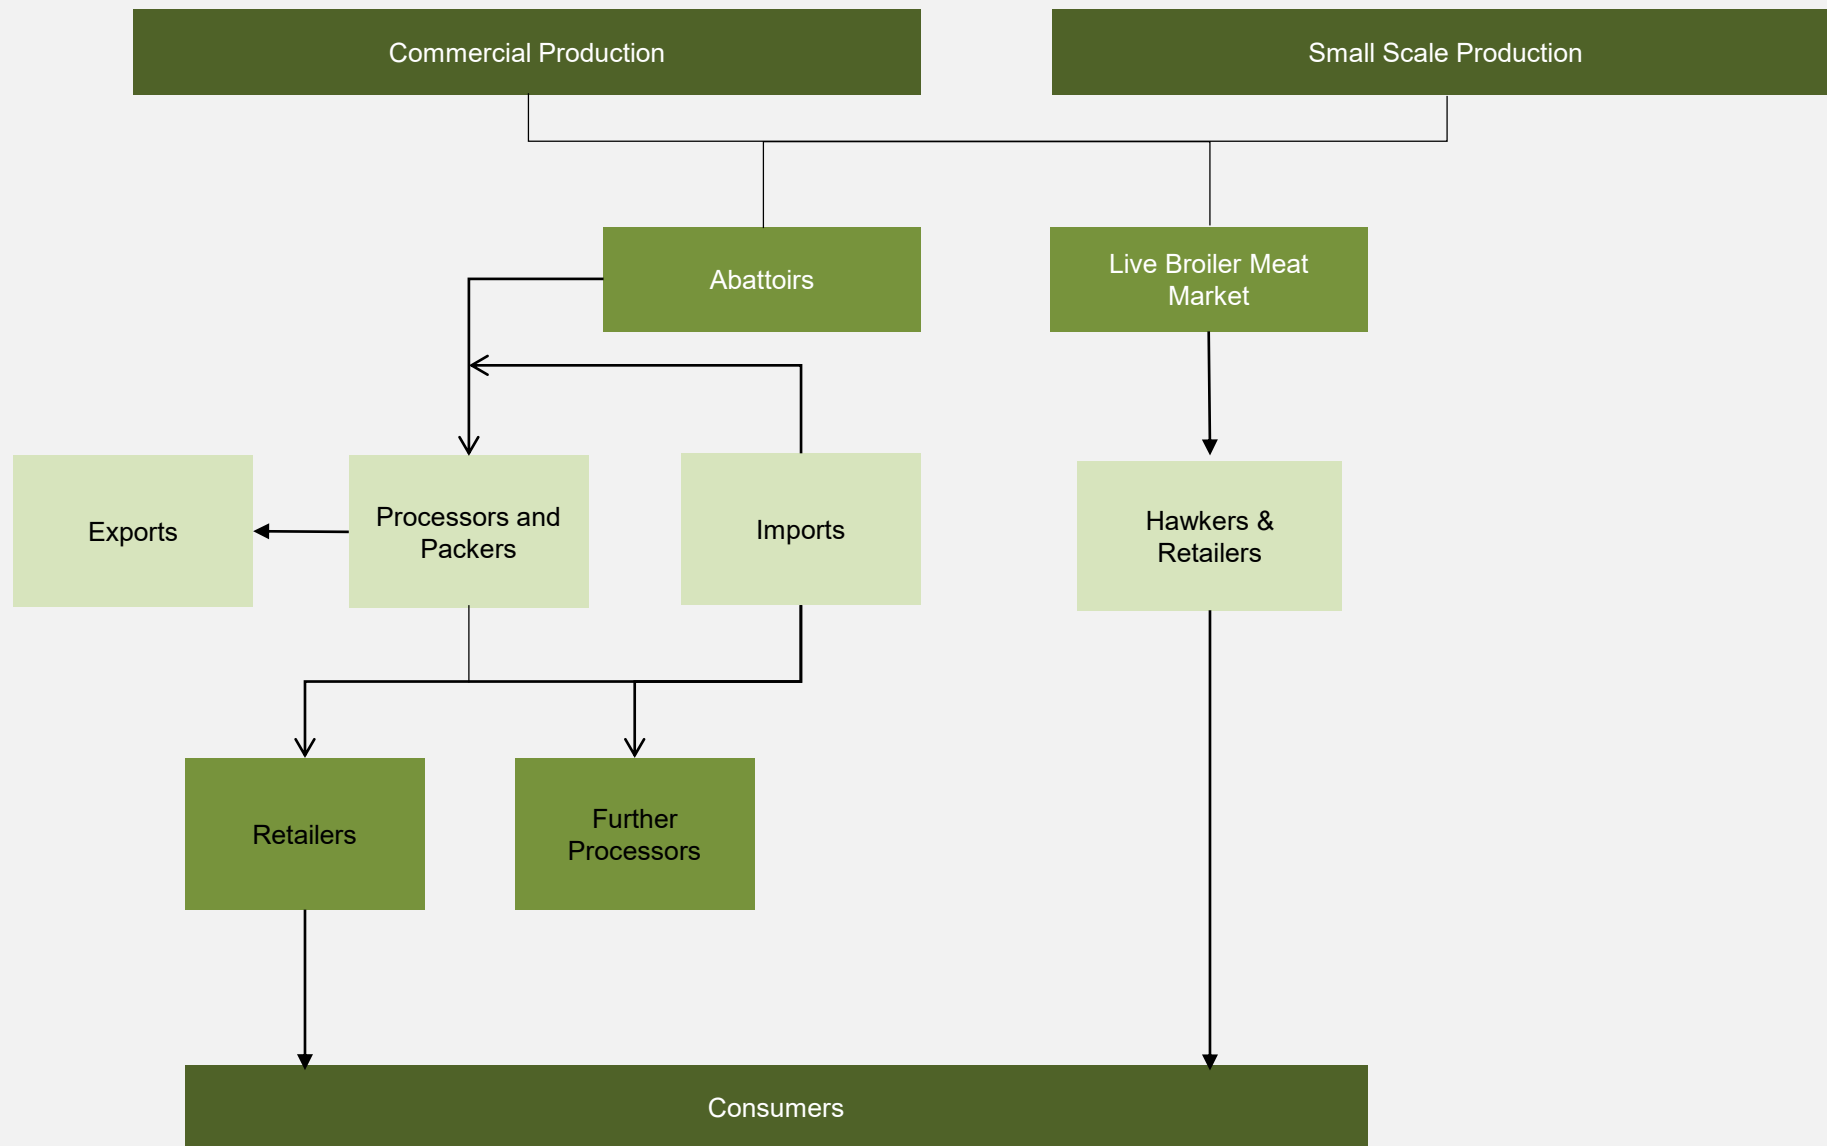 Commercial Production
Small Scale Production
Abattoirs
Live Broiler Meat
Market
Exports
Processors and
Packers
Imports
Hawkers &
Retailers
Retailers
Further
Processors
Consumers